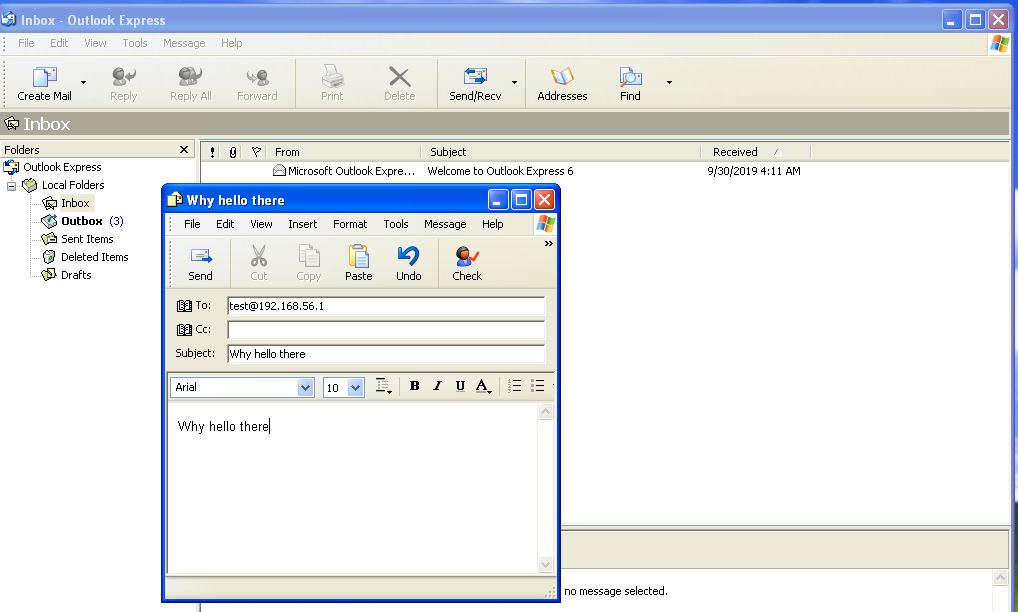 Inbox - Outlook Express
File Edit View Tools Message Help
Create Mail Reply Reply All Forward Print Delete Send/Recv Addresses Find
Inbox
Folders
! From Subject Received
Outlook Express
Microsoft Outlook Expre... Welcome to Outlook Express 6 9/30/2019 4:11 AM
Local Folders
Inbox
Outbox (3)
Sent Items
Deleted Items
Drafts
Why hello there
File Edit View Insert Format Tools Message Help
Send Cut Copy Paste Undo Check
To: test@192.168.56.1
Cc:
Subject: Why hello there
Arial 10 B I U A
Why hello there
no message selected.